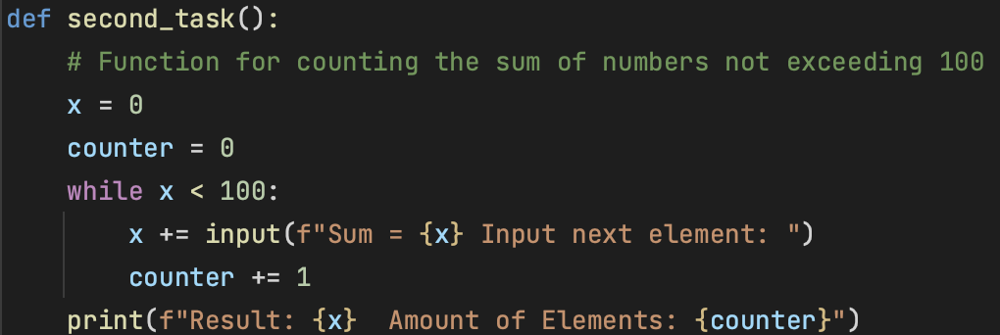 def second_task():
    # Function for counting the sum of numbers not exceeding 100
    x = 0
    counter = 0
    while x < 100:
        x += input(f"Sum = {x} Input next element: ")
        counter += 1
    print(f"Result: {x}  Amount of Elements: {counter}")